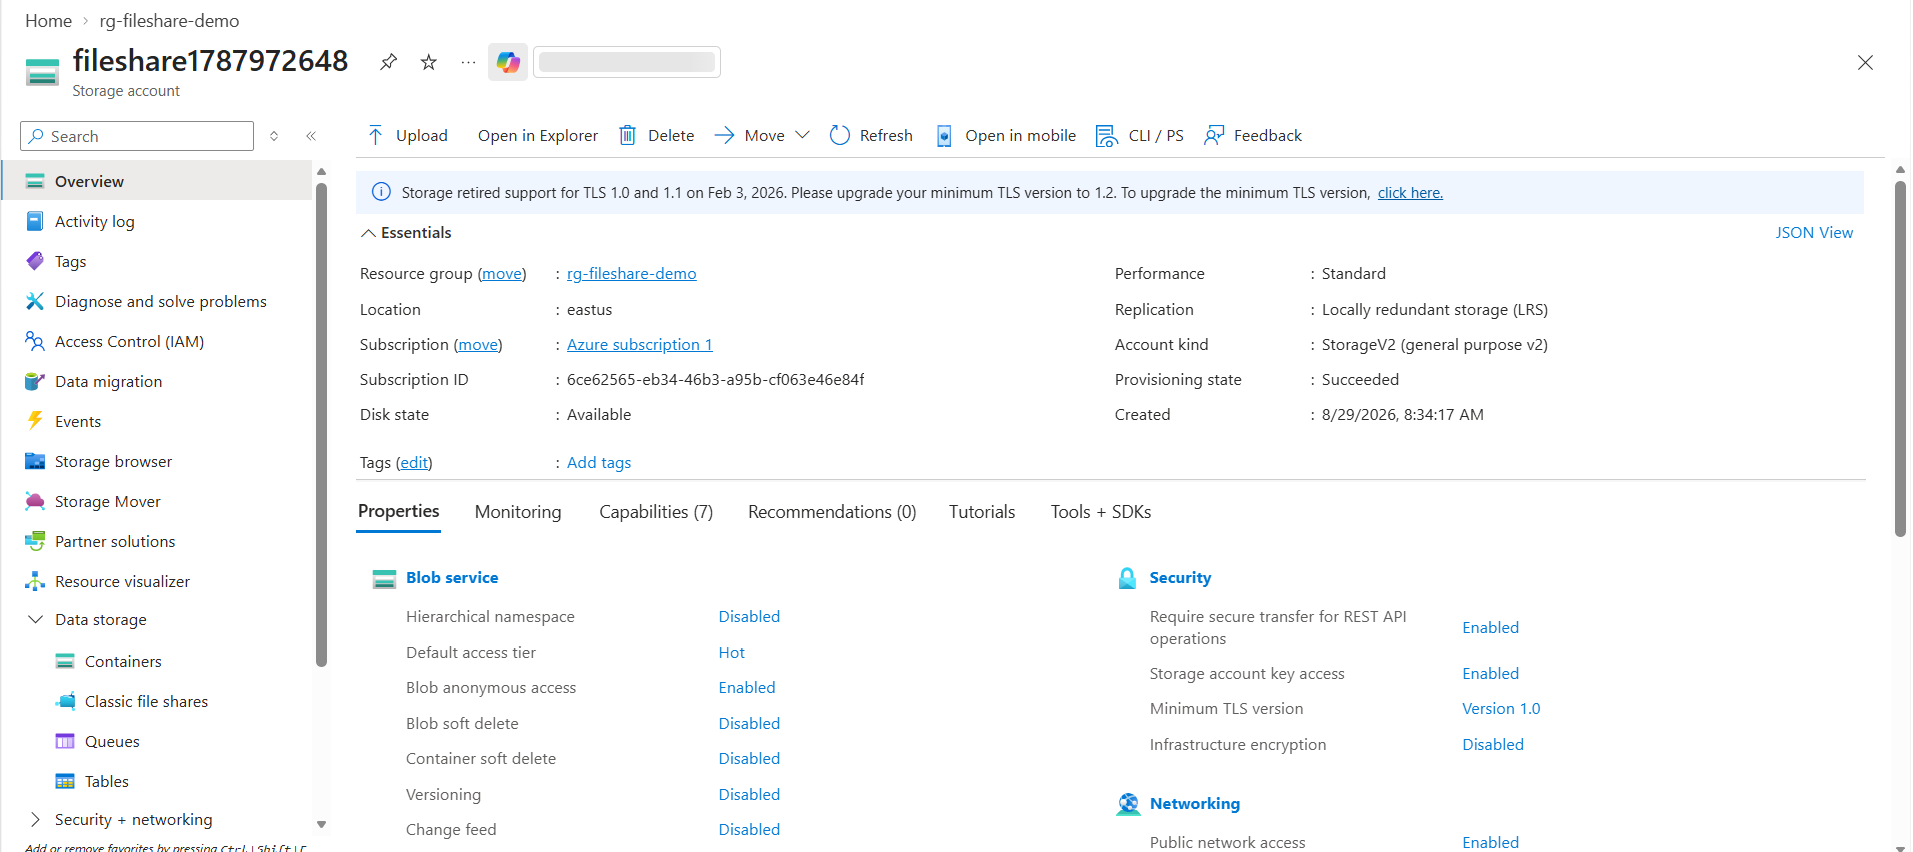 Home > rg-fileshare-demo
fileshare1787972648
Storage account
Search
Overview
Activity log
Tags
Diagnose and solve problems
Access Control (IAM)
Data migration
Events
Storage browser
Storage Mover
Partner solutions
Resource visualizer
Data storage
Containers
Classic file shares
Queues
Tables
Security + networking
Add or remove favorites by pressing Ctrl+Shift+F
Upload Open in Explorer Delete Move Refresh Open in mobile CLI / PS Feedback
Storage retired support for TLS 1.0 and 1.1 on Feb 3, 2026. Please upgrade your minimum TLS version to 1.2. To upgrade the minimum TLS version, click here.
Essentials
JSON View
Resource group (move) : rg-fileshare-demo
Location : eastus
Subscription (move) : Azure subscription 1
Subscription ID : 6ce62565-eb34-46b3-a95b-cf063e46e84f
Disk state : Available
Performance : Standard
Replication : Locally redundant storage (LRS)
Account kind : StorageV2 (general purpose v2)
Provisioning state : Succeeded
Created : 8/29/2026, 8:34:17 AM
Tags (edit) : Add tags
Properties Monitoring Capabilities (7) Recommendations (0) Tutorials Tools + SDKs
Blob service
Hierarchical namespace Disabled
Default access tier Hot
Blob anonymous access Enabled
Blob soft delete Disabled
Container soft delete Disabled
Versioning Disabled
Change feed Disabled
Security
Require secure transfer for REST API
operations Enabled
Storage account key access Enabled
Minimum TLS version Version 1.0
Infrastructure encryption Disabled
Networking
Public network access Enabled